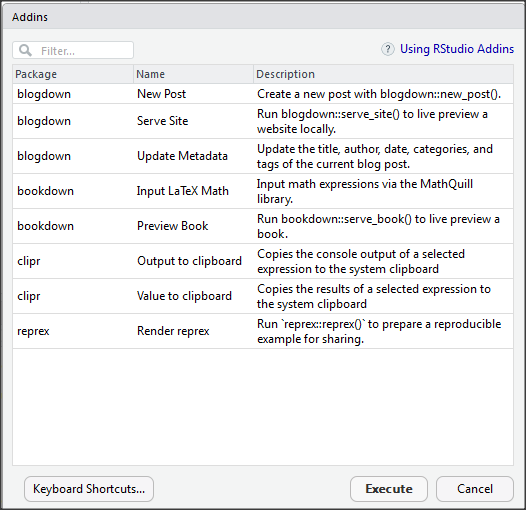 Addins
Filter...
? Using RStudio Addins
Package Name Description
blogdown New Post Create a new post with blogdown::new_post().
blogdown Serve Site Run blogdown::serve_site() to live preview a
website locally.
blogdown Update Metadata Update the title, author, date, categories, and
tags of the current blog post.
bookdown Input LaTeX Math Input math expressions via the MathQuill
library.
bookdown Preview Book Run bookdown::serve_book() to live preview a
book.
clipr Output to clipboard Copies the console output of a selected
expression to the system clipboard
clipr Value to clipboard Copies the results of a selected expression to
the system clipboard
reprex Render reprex Run `reprex::reprex()` to prepare a reproducible
example for sharing.
Keyboard Shortcuts... Execute Cancel